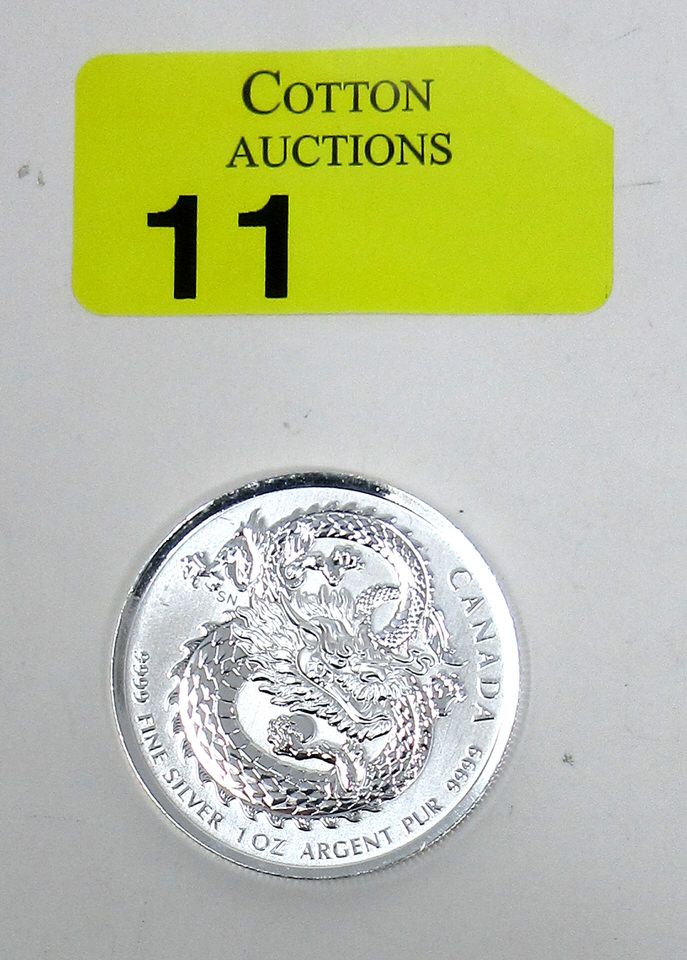 COTTON
AUCTIONS
11
SN
CANADA
9999 FINE SILVER 1 OZ ARGENT PUR 9999